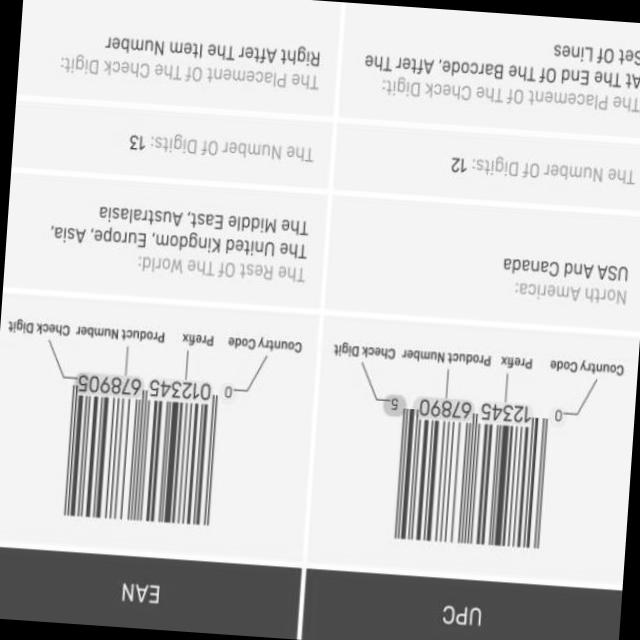 UPC
0 12345 67890 5
Country Code Prefix Product Number Check Digit
North America:
USA And Canada
The Number Of Digits: 12
The Placement Of The Check Digit:
At The End Of The Barcode, After The
Set Of Lines
EAN
0 012345 678905
Country Code Prefix Product Number Check Digit
The Rest Of The World:
The United Kingdom, Europe, Asia,
The Middle East, Australasia
The Number Of Digits: 13
The Placement Of The Check Digit:
Right After The Item Number